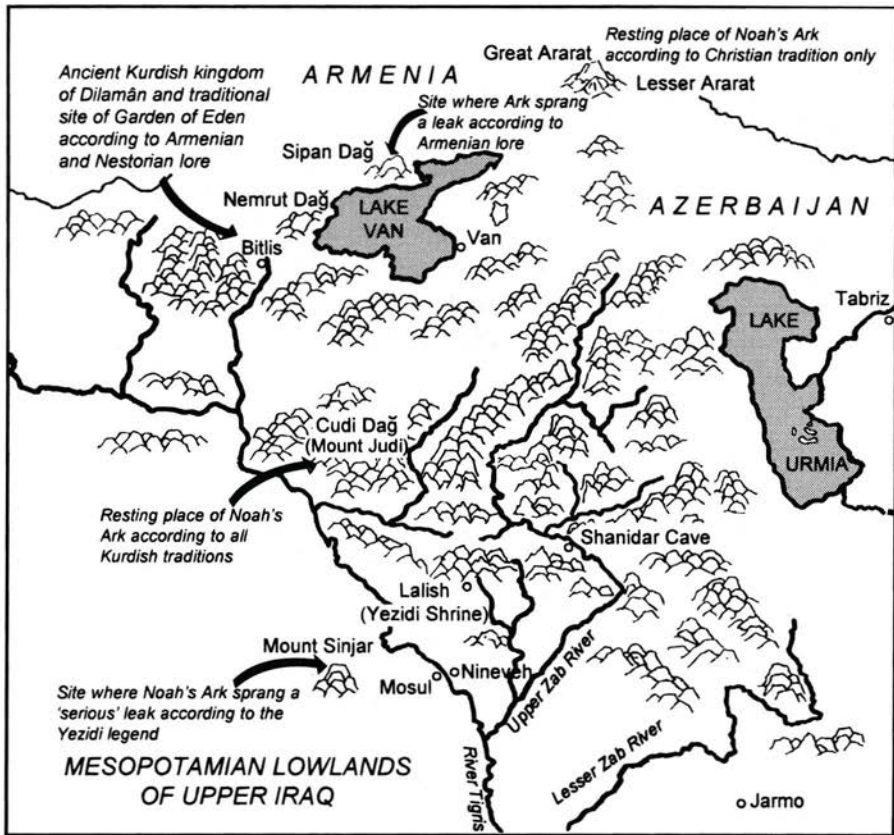 Resting place of Noah's Ark
according to Christian tradition only
Great Ararat
Lesser Ararat
ARMENIA
Ancient Kurdish kingdom
of Dilamân and traditional
site of Garden of Eden
according to Armenian
and Nestorian lore
Site where Ark sprang
a leak according to
Armenian lore
Sipan Dağ
Nemrut Dağ
LAKE
VAN
Van
Bitlis
AZERBAIJAN
Tabriz
LAKE
URMIA
Cudi Dağ
(Mount Judi)
Resting place of Noah's
Ark according to all
Kurdish traditions
Shanidar Cave
Lalish
(Yezidi Shrine)
Mount Sinjar
Mosul
Nineveh
Upper Zab River
Site where Noah's Ark sprang a
'serious' leak according to the
Yezidi legend
Lesser Zab River
MESOPOTAMIAN LOWLANDS
OF UPPER IRAQ
River Tigris
Jarmo